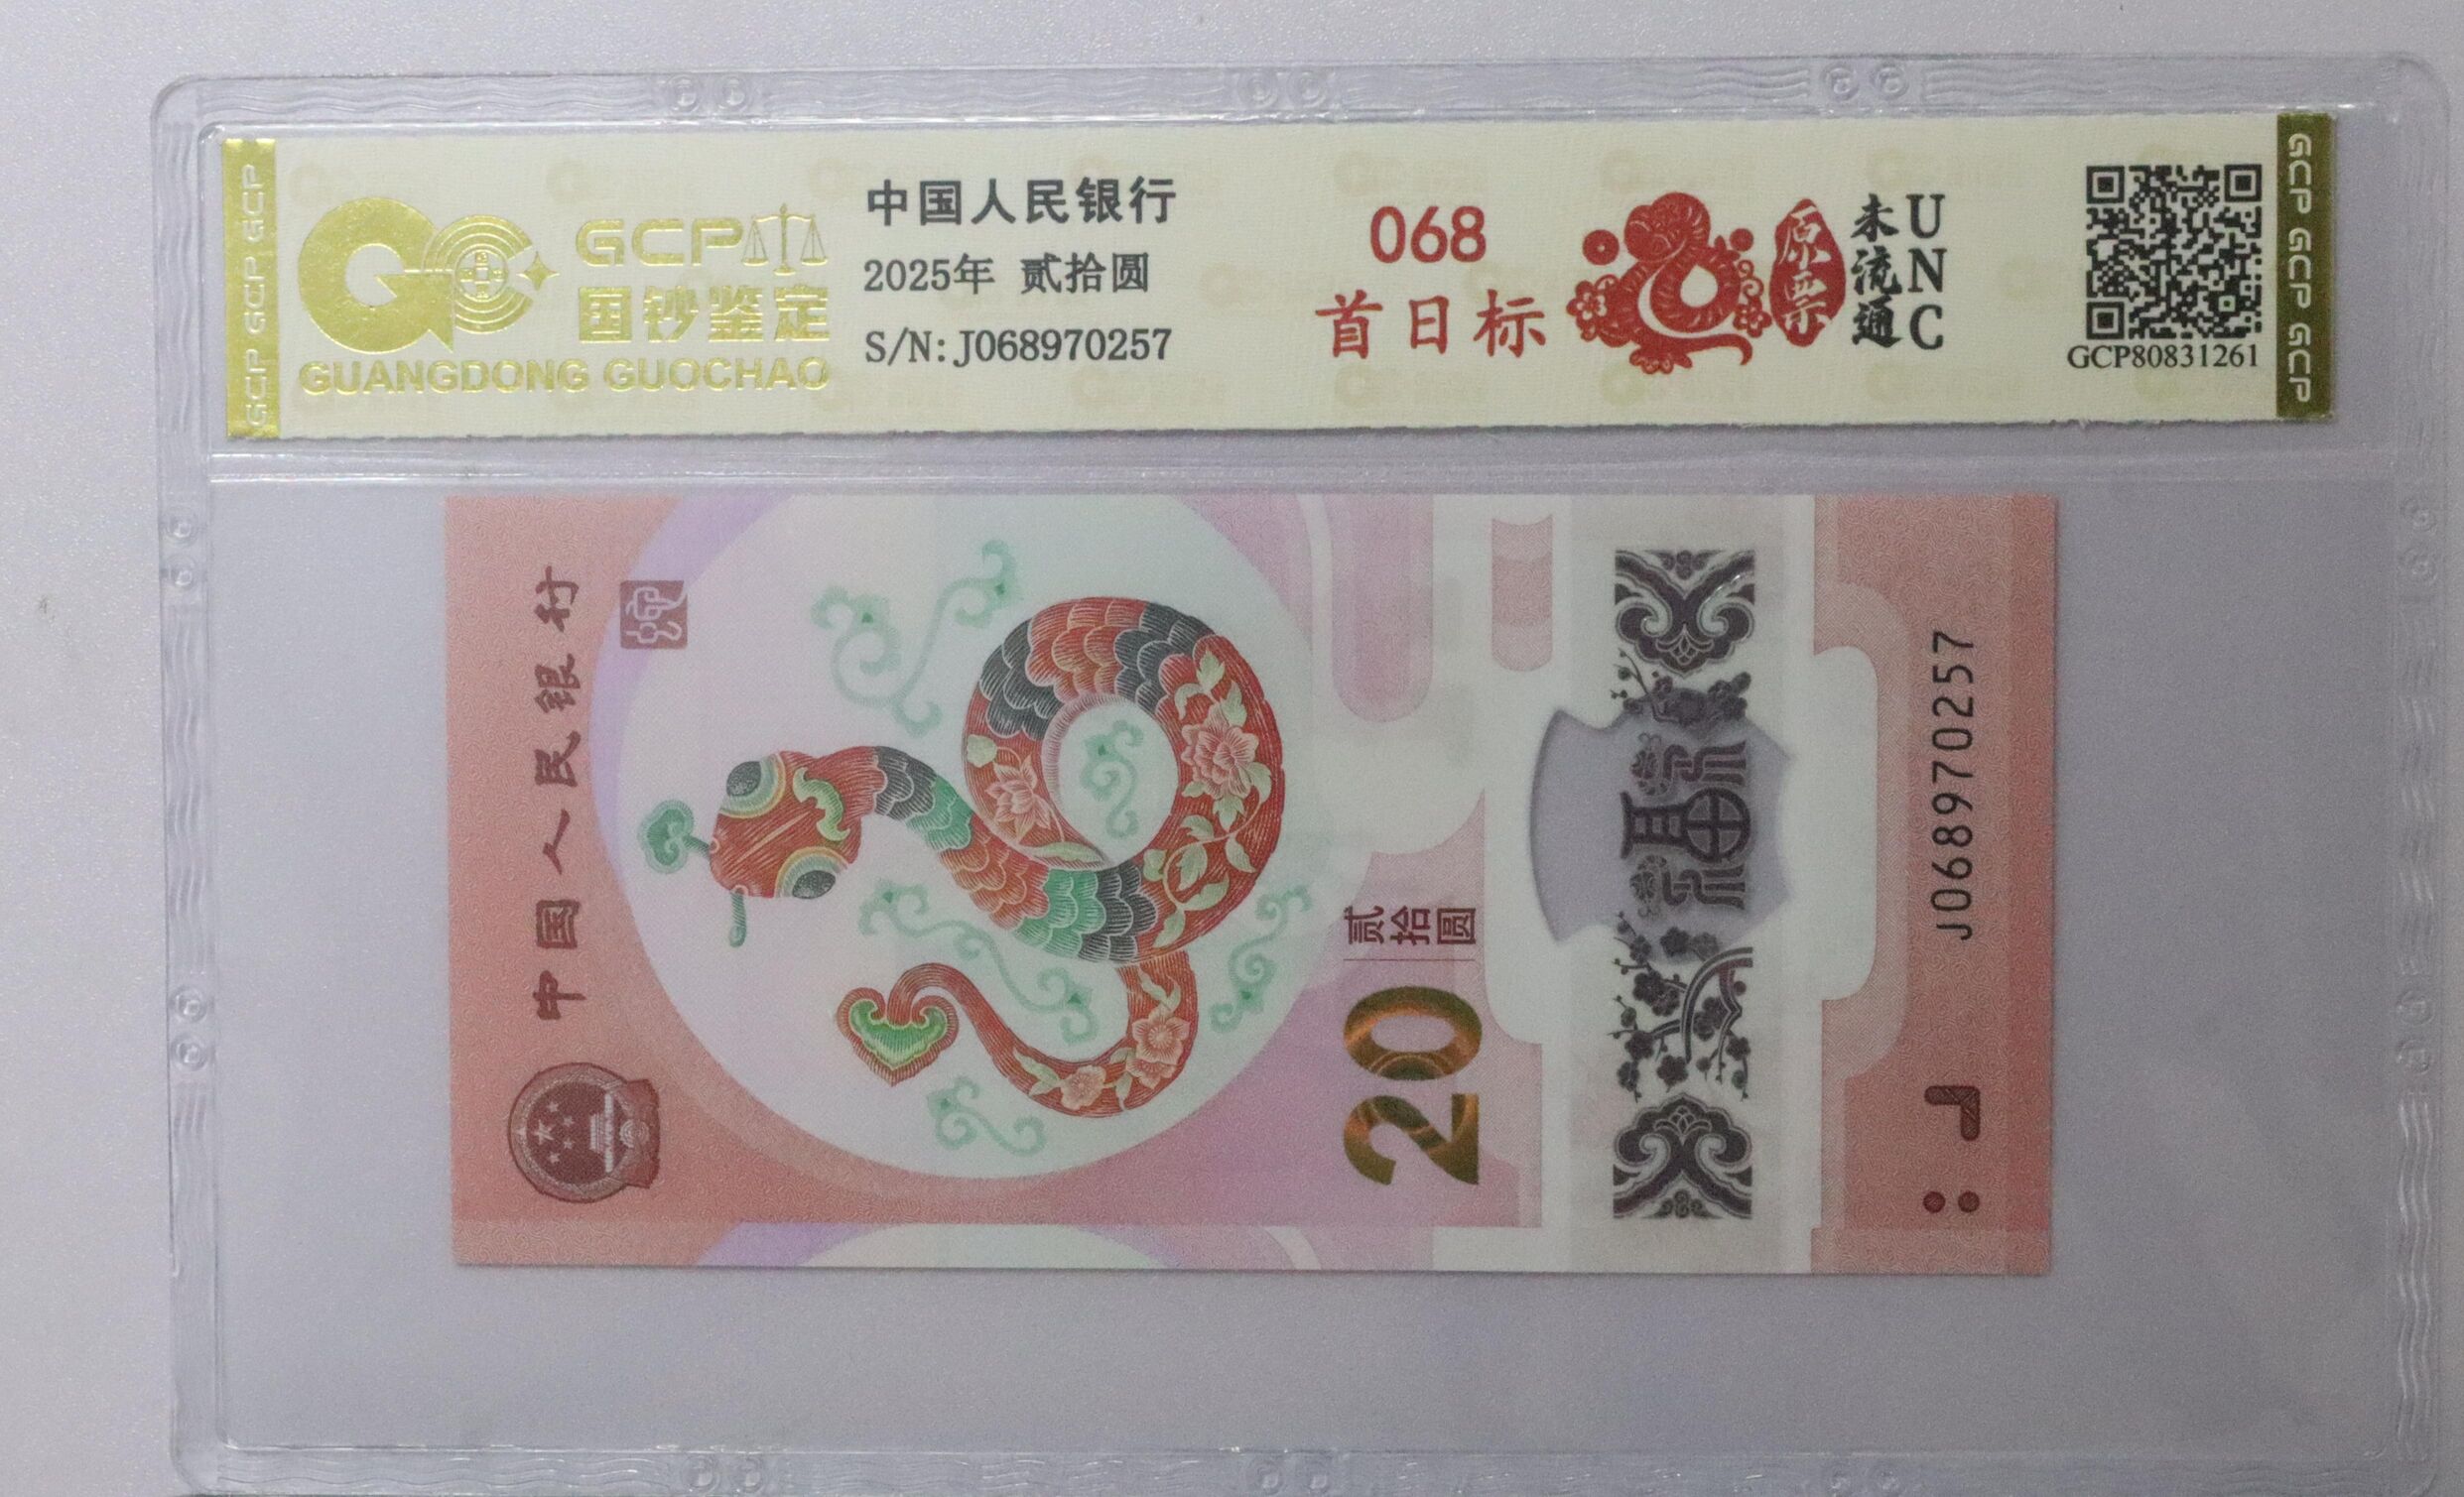 GCP GCP GCP
GCP
国钞鉴定
GUANGDONG GUOCHAO
中国人民银行
2025年 贰拾圆
S/N:J068970257
068
首日标
原票
未流通
UNC
GCP80831261
GCP GCP GCP
中国人民银行
20
贰拾圆
福
J068970257